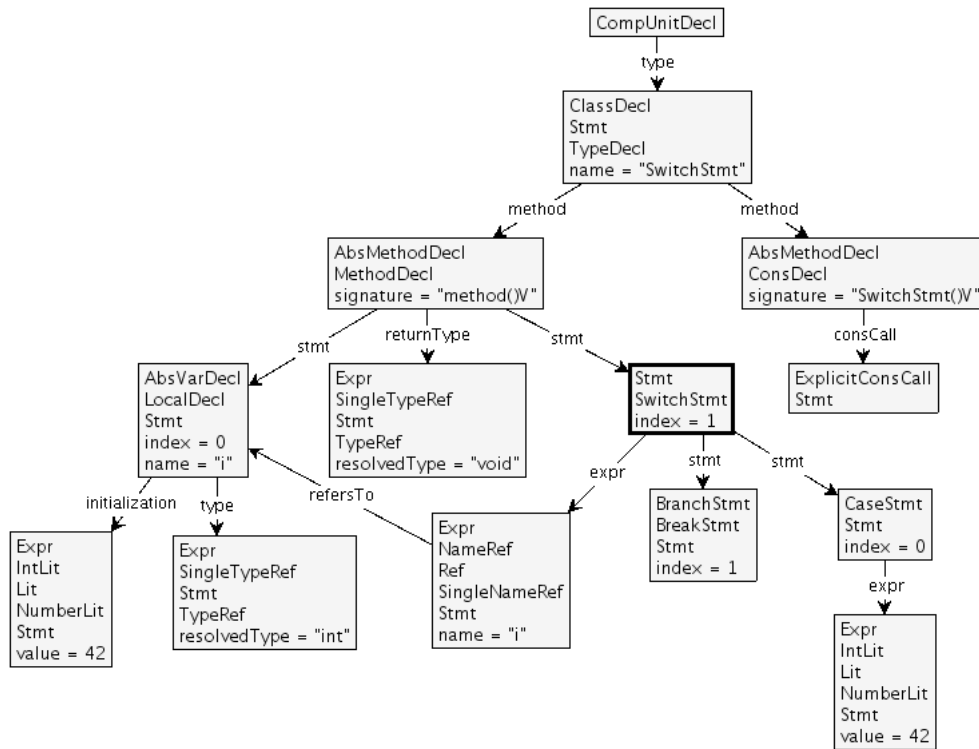 CompUnitDecl
type
ClassDecl
Stmt
TypeDecl
name = "SwitchStmt"
method
method
AbsMethodDecl
MethodDecl
signature = "method()V"
AbsMethodDecl
ConsDecl
signature = "SwitchStmt()V"
stmt
returnType
stmt
consCall
AbsVarDecl
LocalDecl
Stmt
index = 0
name = "i"
Expr
SingleTypeRef
Stmt
TypeRef
resolvedType = "void"
Stmt
SwitchStmt
index = 1
ExplicitConsCall
Stmt
initialization
type
refersTo
expr
stmt
stmt
Expr
IntLit
Lit
NumberLit
Stmt
value = 42
Expr
SingleTypeRef
Stmt
TypeRef
resolvedType = "int"
Expr
NameRef
Ref
SingleNameRef
Stmt
name = "i"
BranchStmt
BreakStmt
Stmt
index = 1
CaseStmt
Stmt
index = 0
expr
Expr
IntLit
Lit
NumberLit
Stmt
value = 42